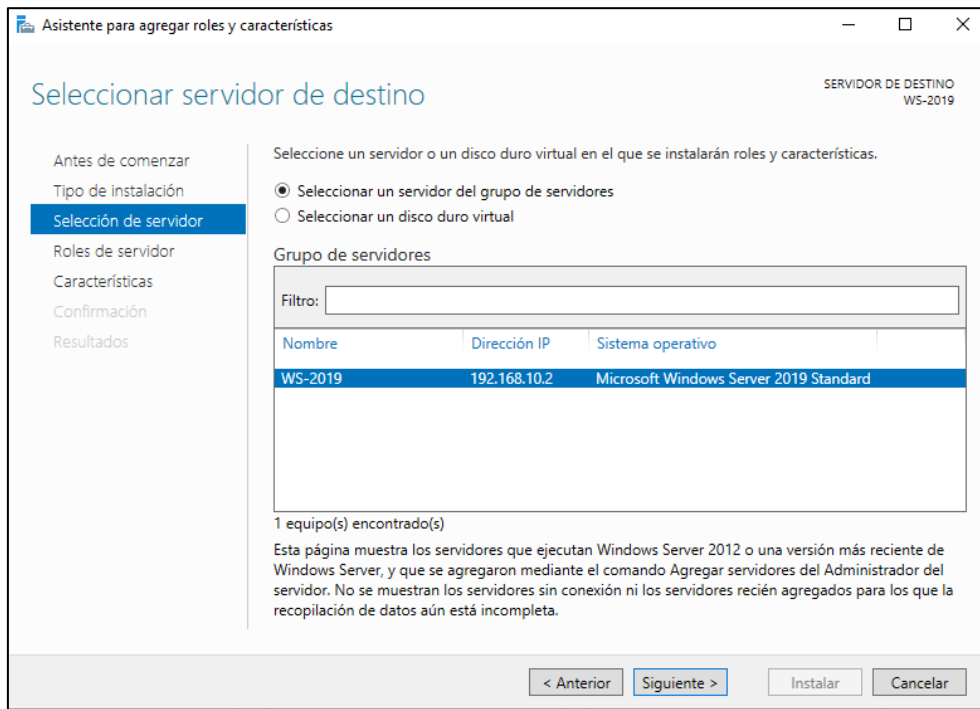 Asistente para agregar roles y características
Seleccionar servidor de destino
SERVIDOR DE DESTINO
WS-2019
Antes de comenzar
Tipo de instalación
Selección de servidor
Roles de servidor
Características
Confirmación
Resultados
Seleccione un servidor o un disco duro virtual en el que se instalarán roles y características.
Seleccionar un servidor del grupo de servidores
Seleccionar un disco duro virtual
Grupo de servidores
Filtro:
Nombre Dirección IP Sistema operativo
WS-2019 192.168.10.2 Microsoft Windows Server 2019 Standard
1 equipo(s) encontrado(s)
Esta página muestra los servidores que ejecutan Windows Server 2012 o una versión más reciente de
Windows Server, y que se agregaron mediante el comando Agregar servidores del Administrador del
servidor. No se muestran los servidores sin conexión ni los servidores recién agregados para los que la
recopilación de datos aún está incompleta.
< Anterior Siguiente > Instalar Cancelar